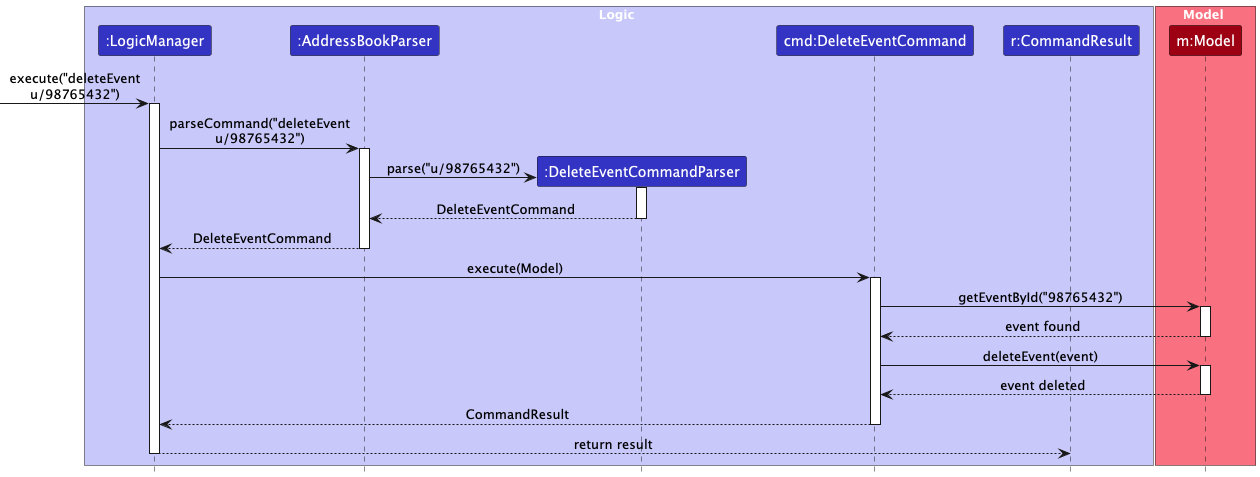 Logic
Model
:LogicManager
:AddressBookParser
cmd:DeleteEventCommand
r:CommandResult
m:Model
execute("deleteEvent
u/98765432")
parseCommand("deleteEvent
u/98765432")
parse("u/98765432")
:DeleteEventCommandParser
DeleteEventCommand
DeleteEventCommand
execute(Model)
getEventById("98765432")
event found
deleteEvent(event)
event deleted
CommandResult
return result